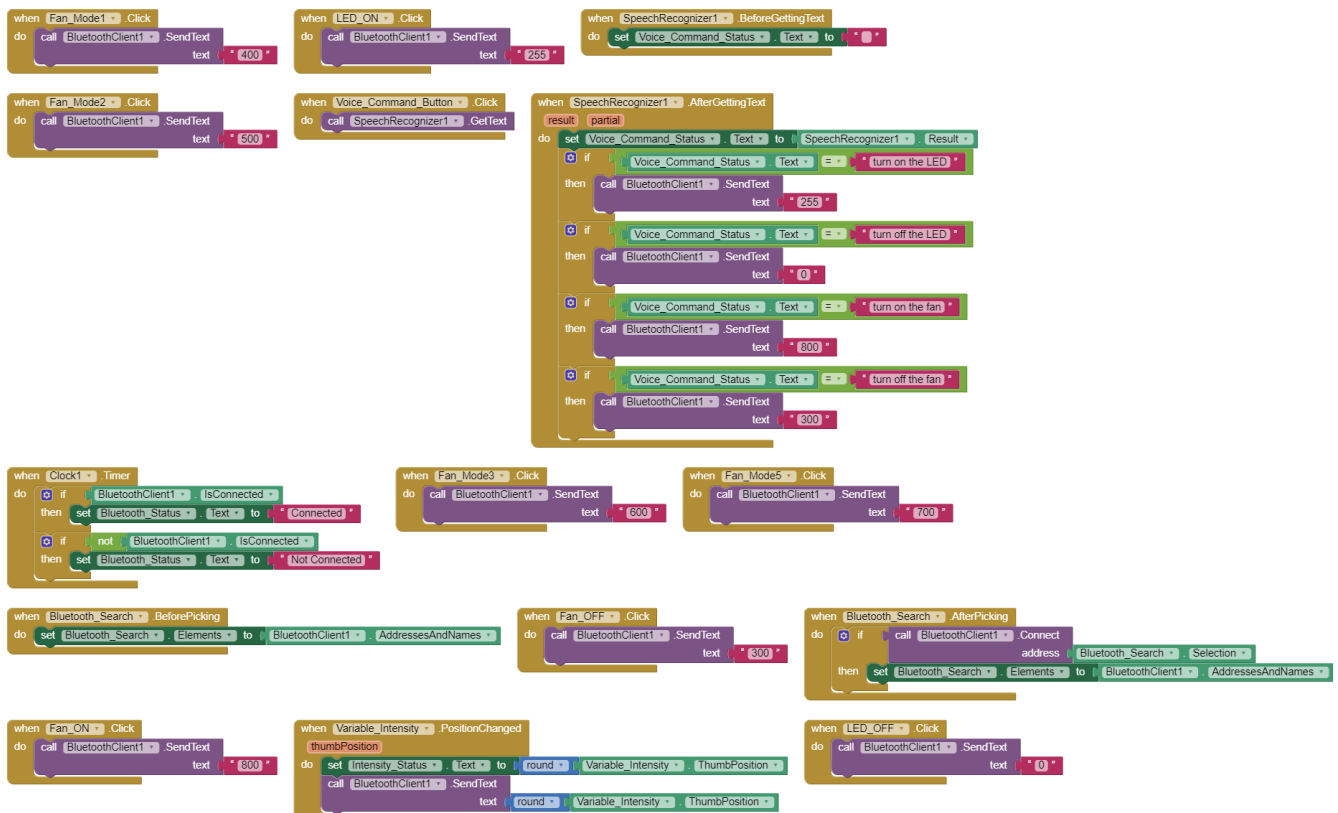 when Fan_Mode1 .Click
do call BluetoothClient1 .SendText
text " 400 "
when LED_ON .Click
do call BluetoothClient1 .SendText
text " 255 "
when SpeechRecognizer1 .BeforeGettingText
do set Voice_Command_Status . Text to " "
when Fan_Mode2 .Click
do call BluetoothClient1 .SendText
text " 500 "
when Voice_Command_Button .Click
do call SpeechRecognizer1 .GetText
when SpeechRecognizer1 .AfterGettingText
result partial
do set Voice_Command_Status . Text to SpeechRecognizer1 . Result
if Voice_Command_Status . Text = " turn on the LED "
then call BluetoothClient1 .SendText
text " 255 "
if Voice_Command_Status . Text = " turn off the LED "
then call BluetoothClient1 .SendText
text " 0 "
if Voice_Command_Status . Text = " turn on the fan "
then call BluetoothClient1 .SendText
text " 800 "
if Voice_Command_Status . Text = " turn off the fan "
then call BluetoothClient1 .SendText
text " 300 "
when Clock1 .Timer
do if BluetoothClient1 . IsConnected
then set Bluetooth_Status . Text to " Connected "
if not BluetoothClient1 . IsConnected
then set Bluetooth_Status . Text to " Not Connected "
when Fan_Mode3 .Click
do call BluetoothClient1 .SendText
text " 600 "
when Fan_Mode5 .Click
do call BluetoothClient1 .SendText
text " 700 "
when Bluetooth_Search .BeforePicking
do set Bluetooth_Search . Elements to BluetoothClient1 . AddressesAndNames
when Fan_OFF .Click
do call BluetoothClient1 .SendText
text " 300 "
when Bluetooth_Search .AfterPicking
do if call BluetoothClient1 .Connect
address Bluetooth_Search . Selection
then set Bluetooth_Search . Elements to BluetoothClient1 . AddressesAndNames
when Fan_ON .Click
do call BluetoothClient1 .SendText
text " 800 "
when Variable_Intensity .PositionChanged
thumbPosition
do set Intensity_Status . Text to round Variable_Intensity . ThumbPosition
call BluetoothClient1 .SendText
text round Variable_Intensity . ThumbPosition
when LED_OFF .Click
do call BluetoothClient1 .SendText
text " 0 "